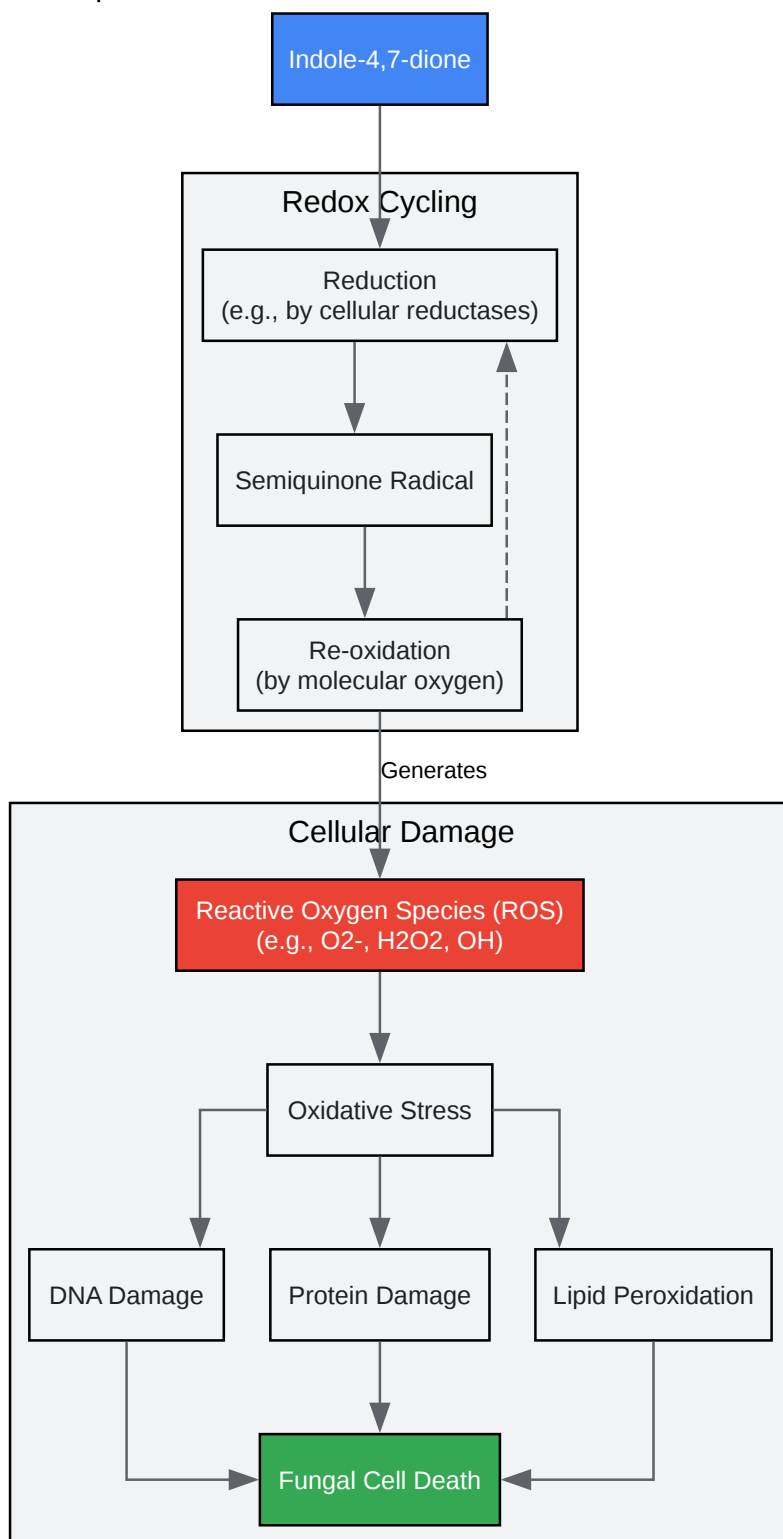 Indole-4,7-dione
Redox Cycling
Reduction
(e.g., by cellular reductases)
Semiquinone Radical
Re-oxidation
(by molecular oxygen)
Generates
Cellular Damage
Reactive Oxygen Species (ROS)
(e.g., O2-, H2O2, OH)
Oxidative Stress
DNA Damage
Protein Damage
Lipid Peroxidation
Fungal Cell Death